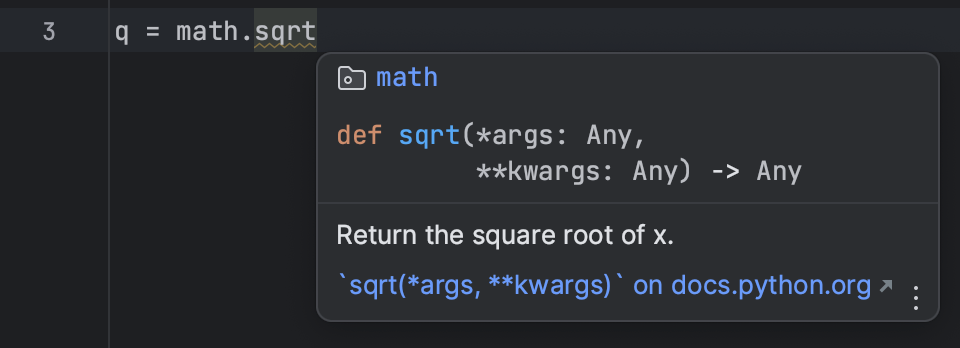 3 q = math.sqrt
math
def sqrt(*args: Any,
**kwargs: Any) -> Any
Return the square root of x.
`sqrt(*args, **kwargs)` on docs.python.org ↗